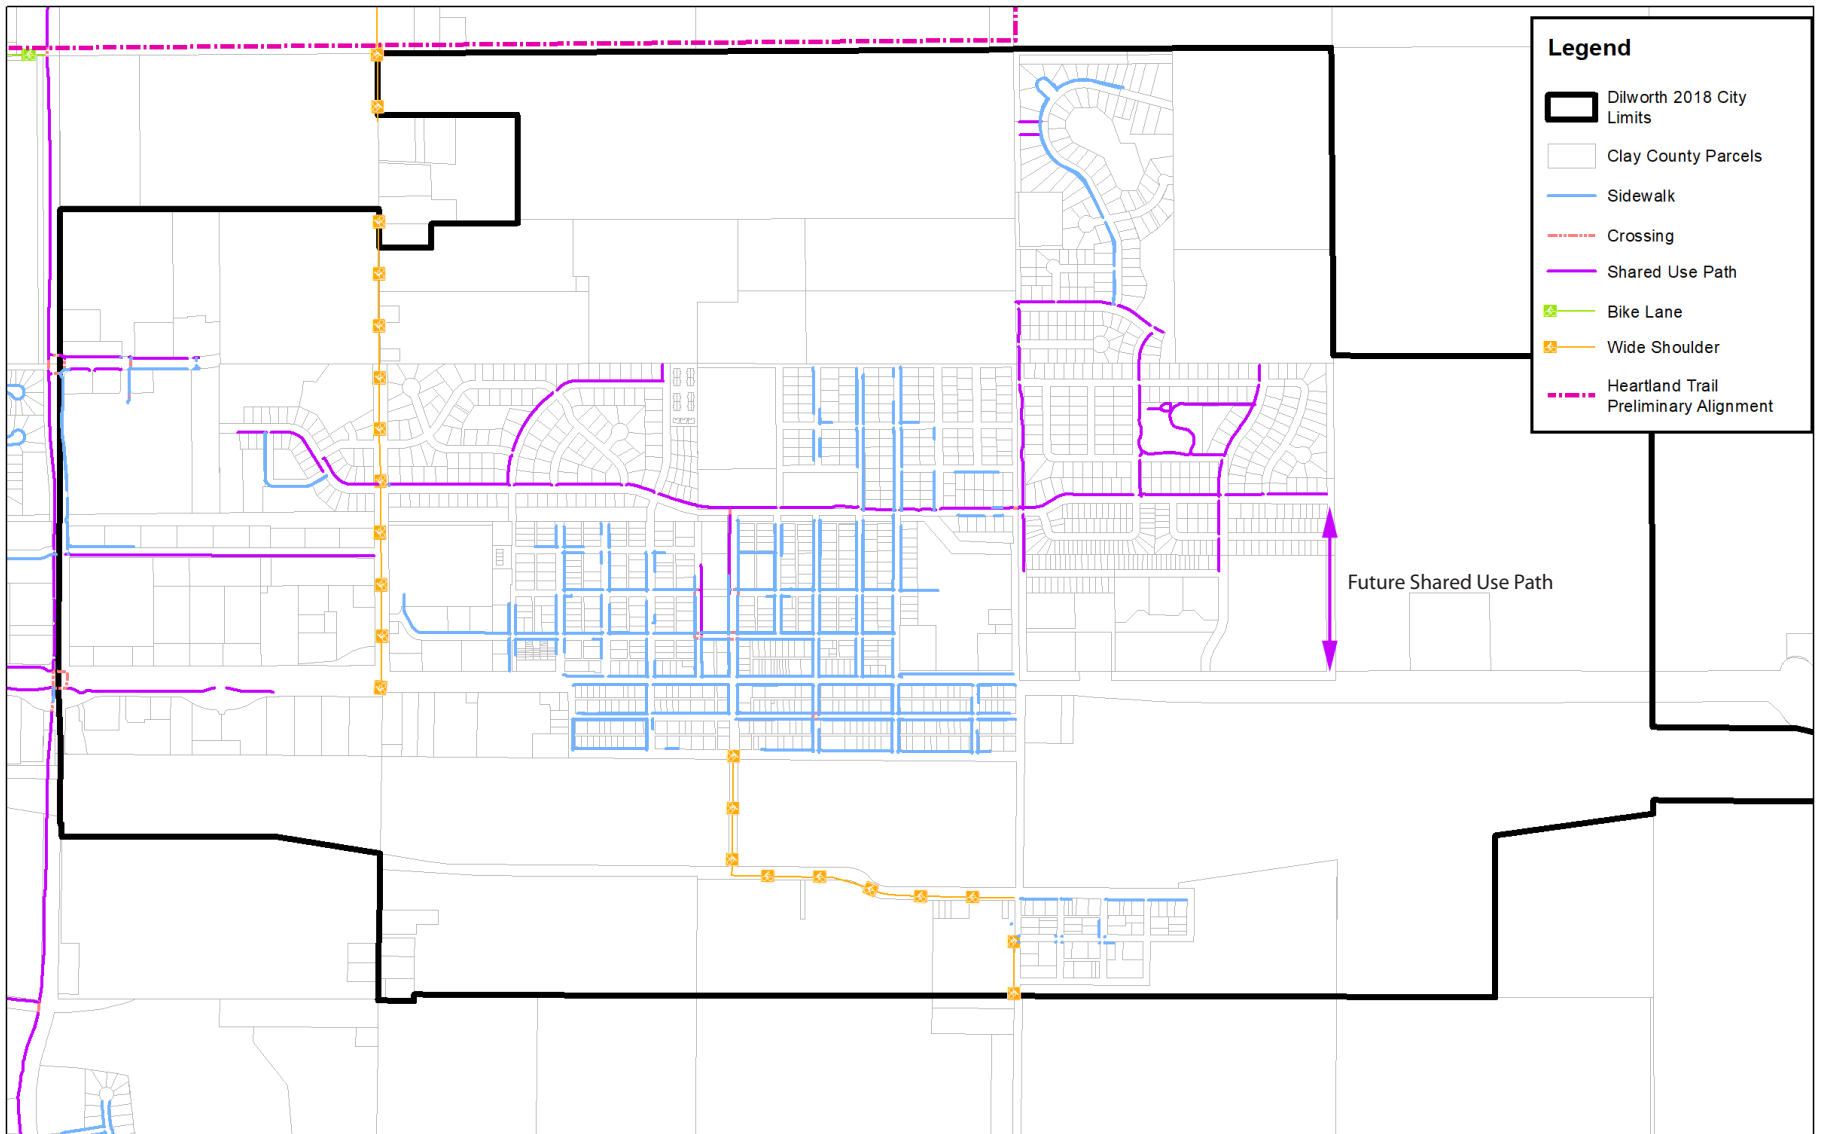 Legend
Dilworth 2018 City
Limits
Clay County Parcels
Sidewalk
Crossing
Shared Use Path
Bike Lane
Wide Shoulder
Heartland Trail
Preliminary Alignment
Future Shared Use Path